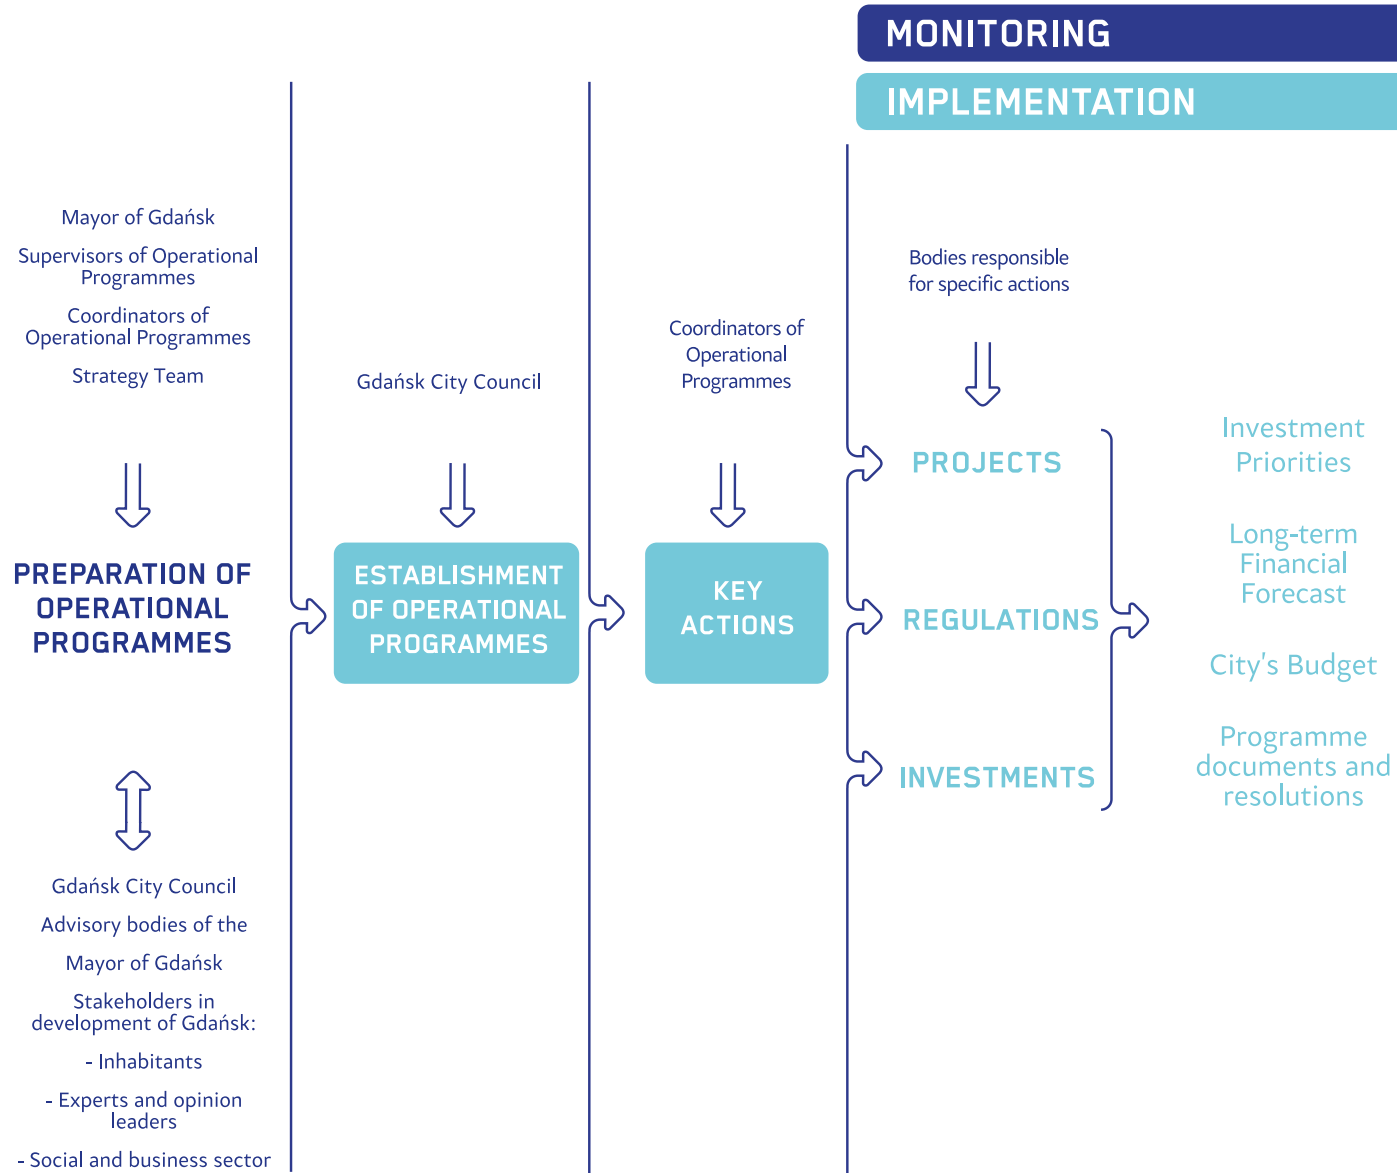 MONITORING
IMPLEMENTATION
Mayor of Gdańsk
Supervisors of Operational
Programmes
Coordinators of
Operational Programmes
Strategy Team
PREPARATION OF
OPERATIONAL
PROGRAMMES
Gdańsk City Council
Advisory bodies of the
Mayor of Gdańsk
Stakeholders in
development of Gdańsk:
- Inhabitants
- Experts and opinion
leaders
- Social and business sector
Gdańsk City Council
ESTABLISHMENT
OF OPERATIONAL
PROGRAMMES
Coordinators of
Operational
Programmes
KEY
ACTIONS
Bodies responsible
for specific actions
PROJECTS
REGULATIONS
INVESTMENTS
Investment
Priorities
Long-term
Financial
Forecast
City's Budget
Programme
documents and
resolutions